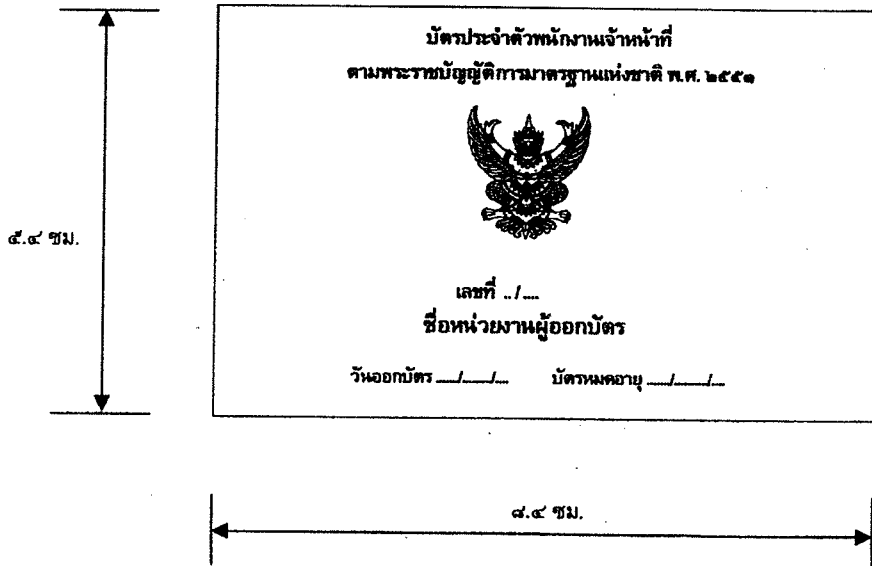 บัตรประจำตัวพนักงานเจ้าหน้าที่
ตามพระราชบัญญัติการมาตรฐานแห่งชาติ พ.ศ. ๒๕๕๑
๕.๔ ซม.
เลขที่ ../....
ชื่อหน่วยงานผู้ออกบัตร
วันออกบัตร ...../....../.... บัตรหมดอายุ ...../....../....
๘.๔ ซม.